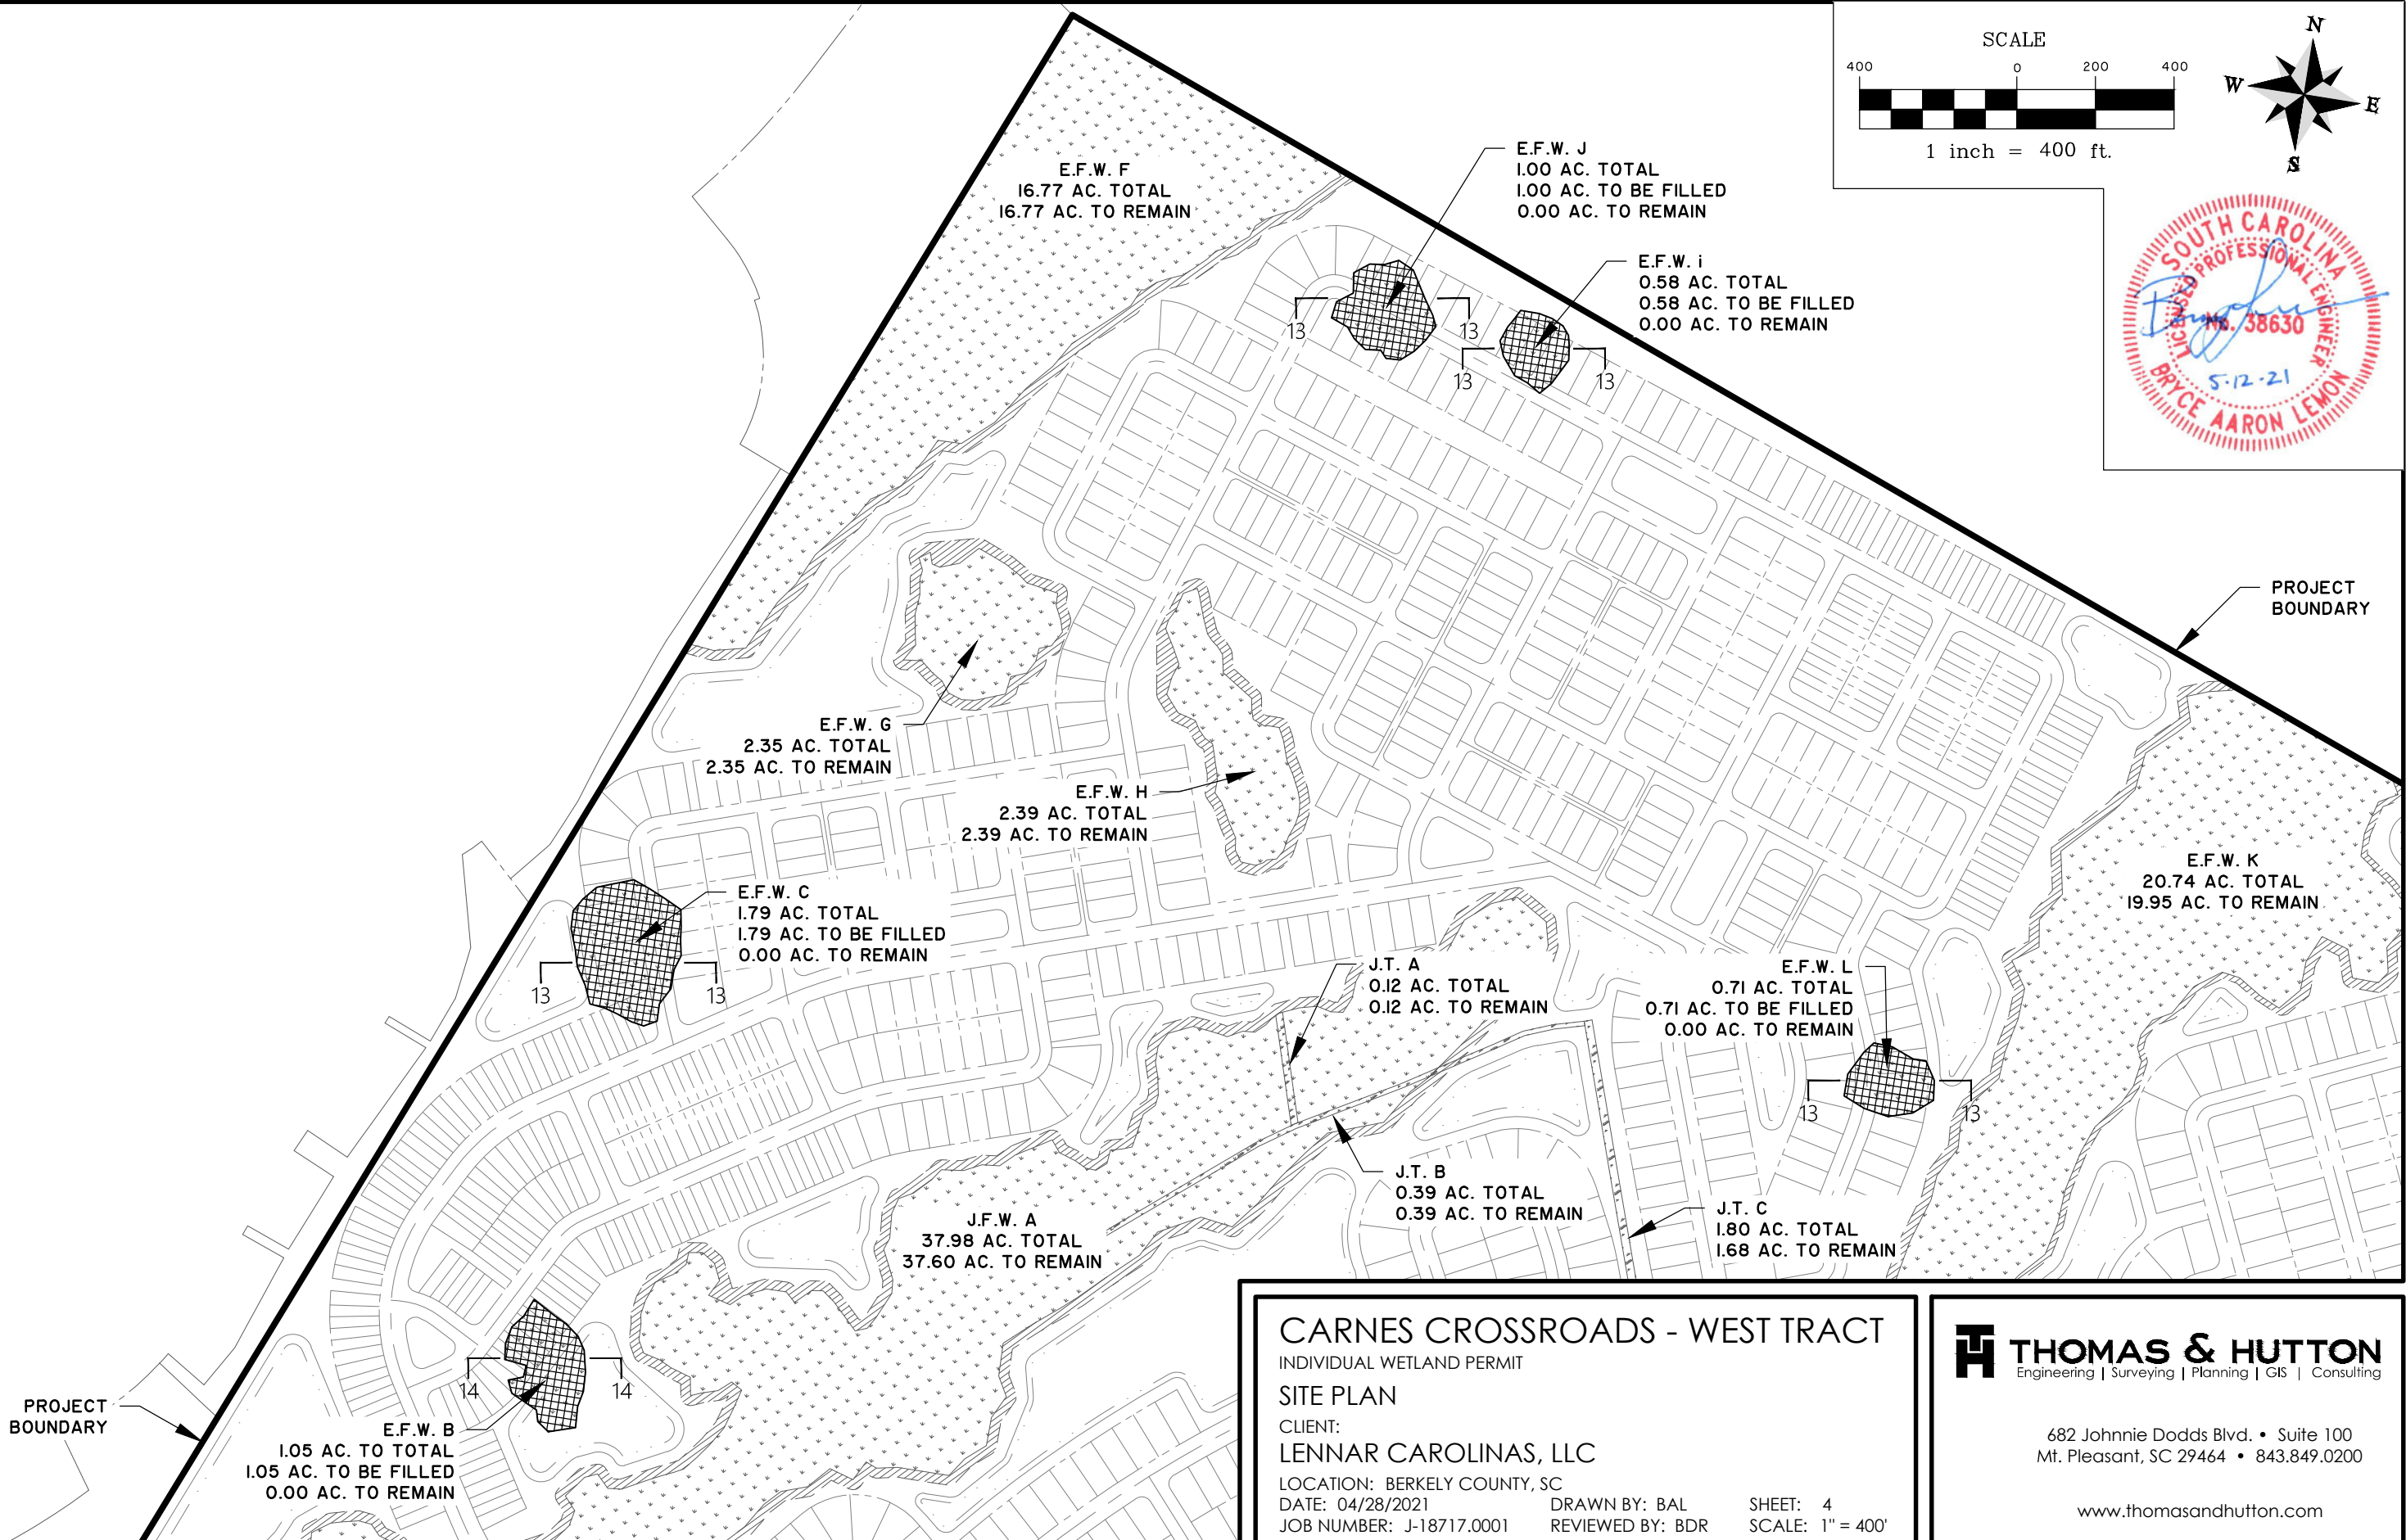 SCALE
400 0 200 400
1 inch = 400 ft.
N
W
E
S
SOUTH CAROLINA
LICENSED PROFESSIONAL ENGINEER
No. 38630
5-12-21
BRYCE AARON LEMON
E.F.W. F
16.77 AC. TOTAL
16.77 AC. TO REMAIN
E.F.W. J
1.00 AC. TOTAL
1.00 AC. TO BE FILLED
0.00 AC. TO REMAIN
13 13
E.F.W. i
0.58 AC. TOTAL
0.58 AC. TO BE FILLED
0.00 AC. TO REMAIN
13 13
PROJECT
BOUNDARY
E.F.W. G
2.35 AC. TOTAL
2.35 AC. TO REMAIN
E.F.W. H
2.39 AC. TOTAL
2.39 AC. TO REMAIN
E.F.W. K
20.74 AC. TOTAL
19.95 AC. TO REMAIN
E.F.W. C
1.79 AC. TOTAL
1.79 AC. TO BE FILLED
0.00 AC. TO REMAIN
13 13
J.T. A
0.12 AC. TOTAL
0.12 AC. TO REMAIN
E.F.W. L
0.71 AC. TOTAL
0.71 AC. TO BE FILLED
0.00 AC. TO REMAIN
13 13
J.T. B
0.39 AC. TOTAL
0.39 AC. TO REMAIN
J.T. C
1.80 AC. TOTAL
1.68 AC. TO REMAIN
J.F.W. A
37.98 AC. TOTAL
37.60 AC. TO REMAIN
14 14
PROJECT
BOUNDARY
E.F.W. B
1.05 AC. TO TOTAL
1.05 AC. TO BE FILLED
0.00 AC. TO REMAIN
CARNES CROSSROADS - WEST TRACT
INDIVIDUAL WETLAND PERMIT
SITE PLAN
CLIENT:
LENNAR CAROLINAS, LLC
LOCATION: BERKELY COUNTY, SC
DATE: 04/28/2021 DRAWN BY: BAL SHEET: 4
JOB NUMBER: J-18717.0001 REVIEWED BY: BDR SCALE: 1" = 400'
TH THOMAS & HUTTON
Engineering | Surveying | Planning | GIS | Consulting
682 Johnnie Dodds Blvd. • Suite 100
Mt. Pleasant, SC 29464 • 843.849.0200
www.thomasandhutton.com